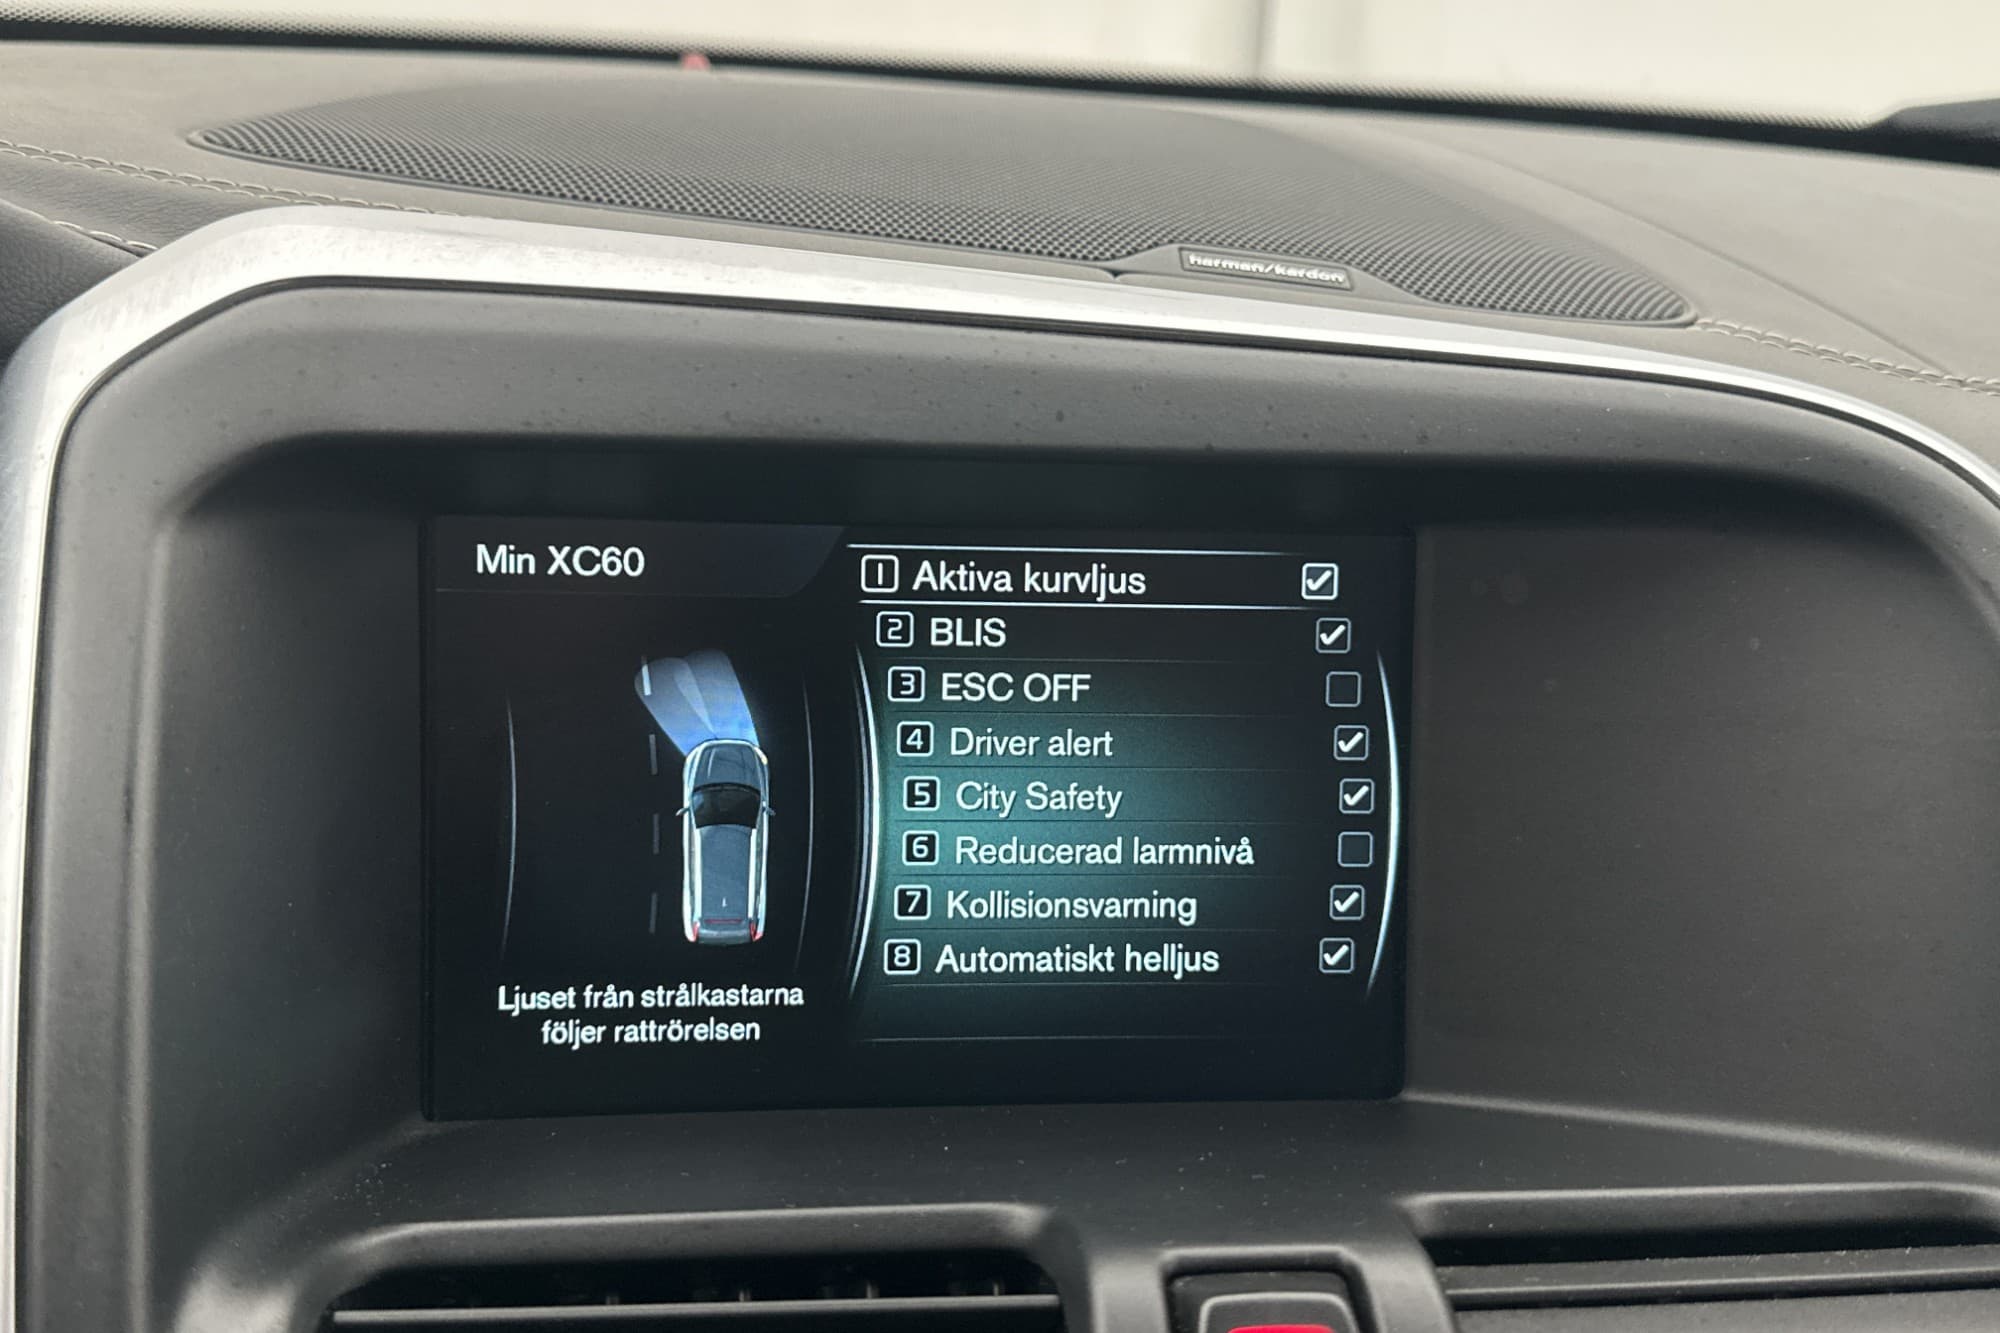 harman/kardon
Min XC60
1 Aktiva kurvljus
2 BLIS
3 ESC OFF
4 Driver alert
5 City Safety
6 Reducerad larmnivå
7 Kollisionsvarning
8 Automatiskt helljus
Ljuset från strålkastarna
följer rattrörelsen